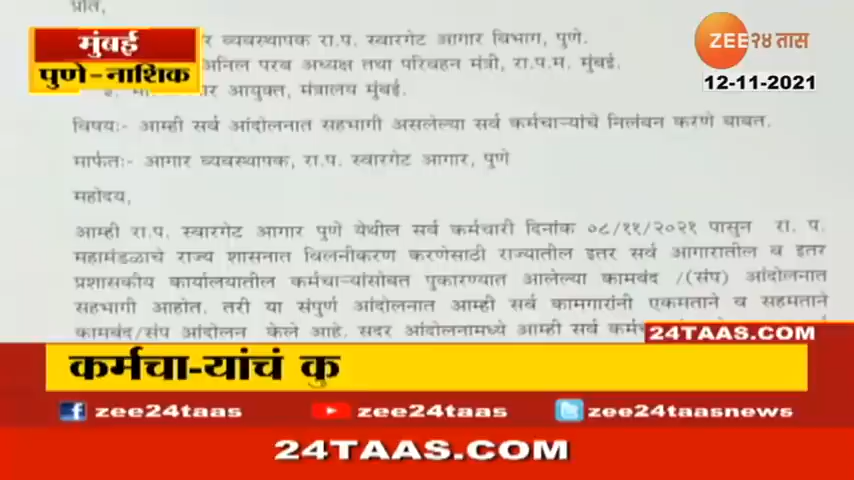 प्रति,
मुंबई
पुणे-नाशिक
ZEE २४ तास
12-11-2021
व्यवस्थापक रा.प. स्वारगेट आगार विभाग, पुणे.
अनिल परब अध्यक्ष तथा परिवहन मंत्री, रा.प.म. मुंबई.
आयुक्त, मंत्रालय मुंबई.
विषयः- आम्ही सर्व आंदोलनात सहभागी असलेल्या सर्व कर्मचाऱ्यांचे निलंबन करणे बाबत.
मार्फतः- आगार व्यवस्थापक, रा.प. स्वारगेट आगार, पुणे
महोदय,
आम्ही रा.प. स्वारगेट आगार पुणे येथील सर्व कर्मचारी दिनांक ०८/११/२०२१ पासुन रा. प.
महामंडळाचे राज्य शासनात विलनीकरण करणेसाठी राज्यातील इतर सर्व आगारातील व इतर
प्रशासकीय कार्यालयातील कर्मचाऱ्यांसोबत पुकारण्यात आलेल्या कामबंद /(संप) आंदोलनात
सहभागी आहोत. तरी या संपुर्ण आंदोलनात आम्ही सर्व कामगारांनी एकमताने व सहमताने
कामबंद/संप आंदोलन केले आहे. सदर आंदोलनामध्ये आम्ही सर्व
24TAAS.COM
कर्मचा-यांचं कु
zee24taas zee24taas zee24taasnews
24TAAS.COM